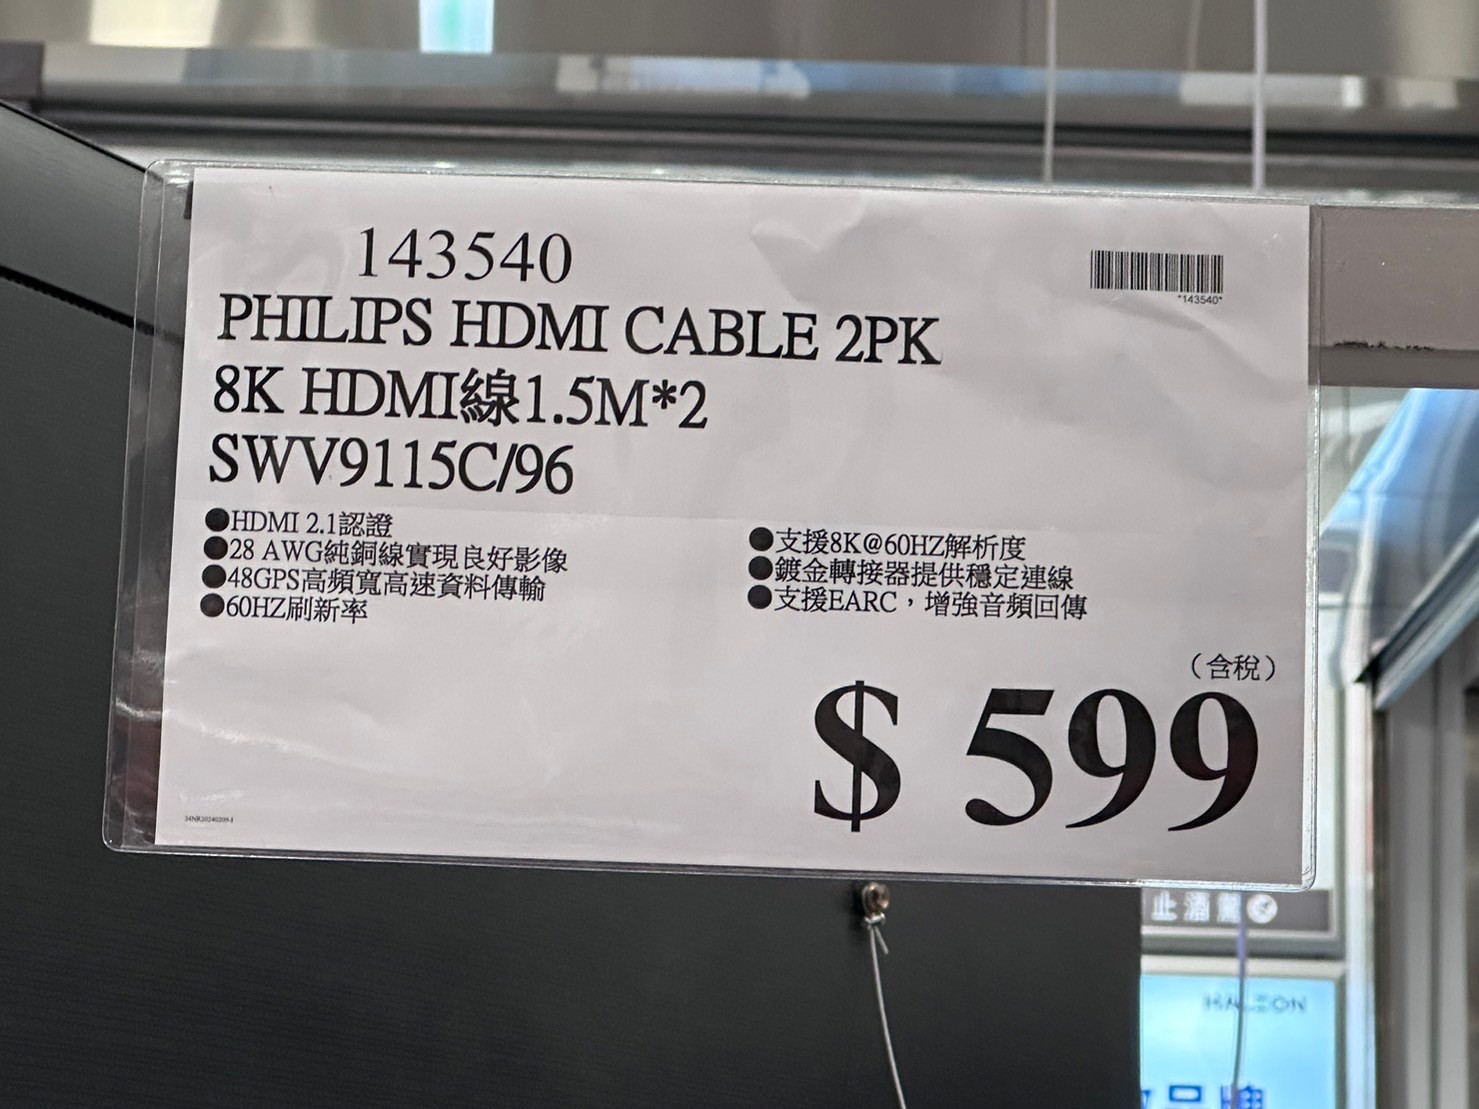 143540
*143540*
PHILIPS HDMI CABLE 2PK
8K HDMI線1.5M*2
SWV9115C/96
●HDMI 2.1認證
●28 AWG純銅線實現良好影像
●48GPS高頻寬高速資料傳輸
●60HZ刷新率
●支援8K@60HZ解析度
●鍍金轉接器提供穩定連線
●支援EARC，增強音頻回傳
（含稅）
$ 599